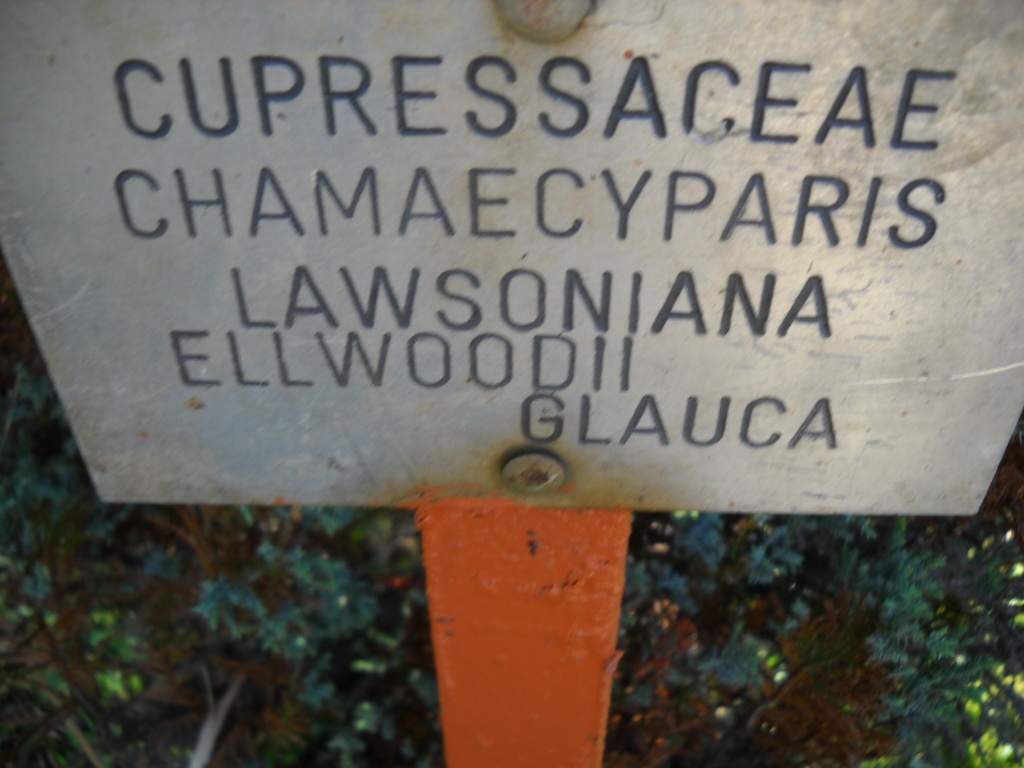 CUPRESSACEAE
CHAMAECYPARIS
LAWSONIANA
ELLWOODII
GLAUCA